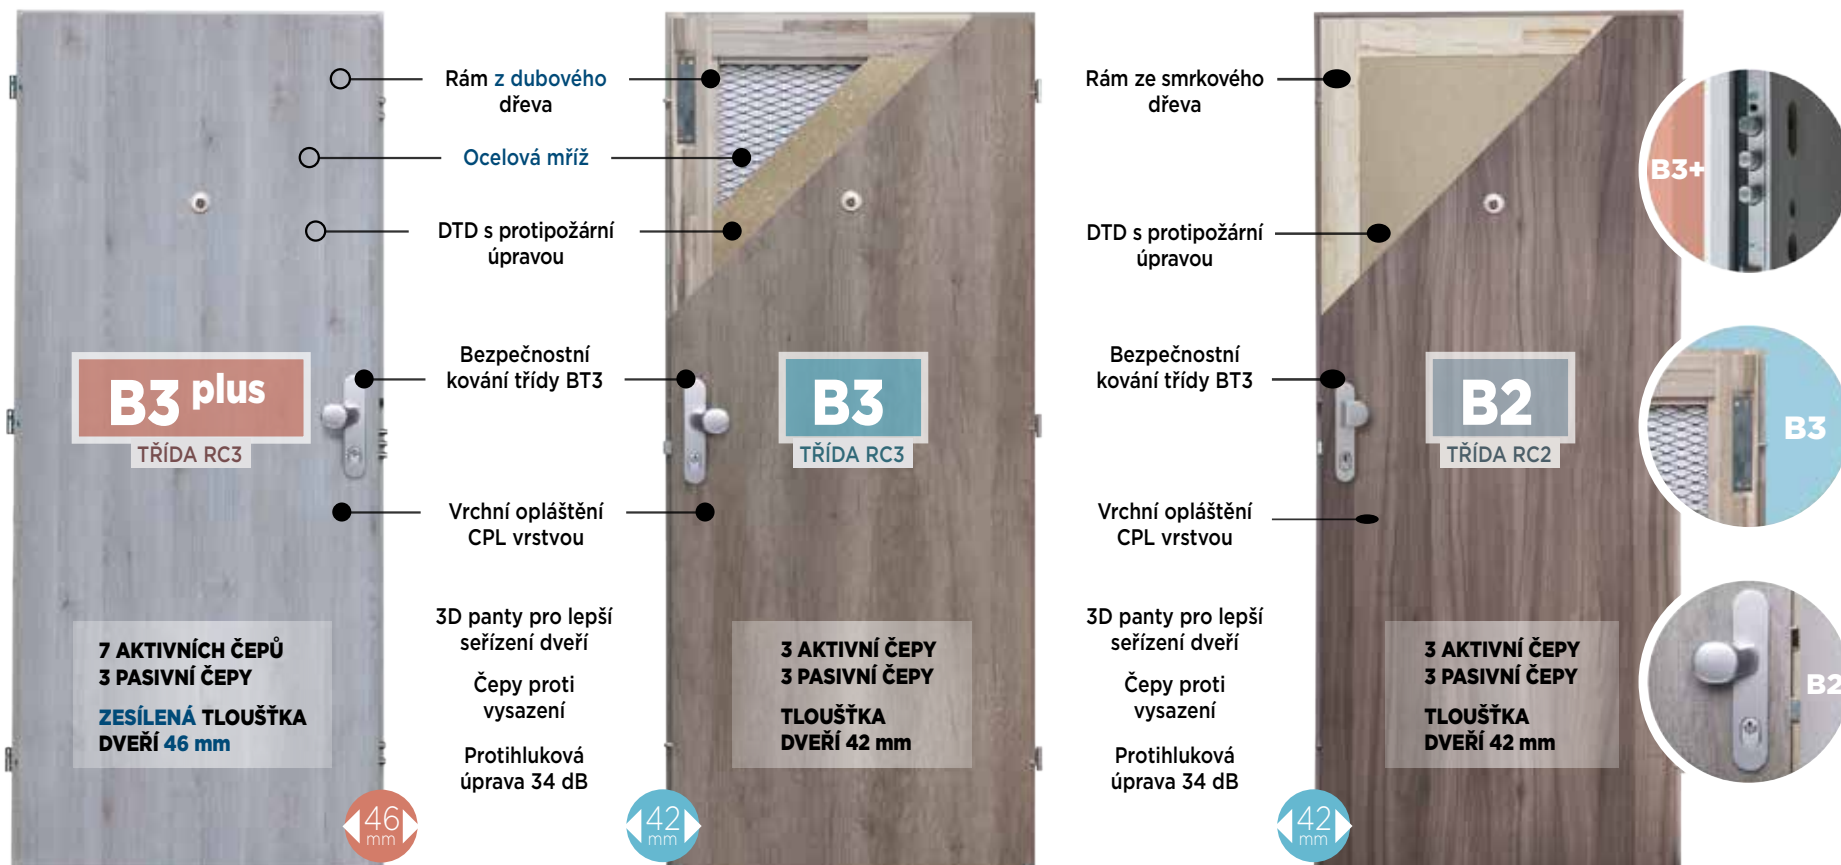 B3 plus
TŘÍDA RC3
7 AKTIVNÍCH ČEPŮ
3 PASIVNÍ ČEPY
ZESÍLENÁ TLOUŠŤKA
DVEŘÍ 46 mm
46
mm
Rám z dubového
dřeva
Ocelová mříž
DTD s protipožární
úpravou
Bezpečnostní
kování třídy BT3
Vrchní opláštění
CPL vrstvou
3D panty pro lepší
seřízení dveří
Čepy proti
vysazení
Protihluková
úprava 34 dB
B3
TŘÍDA RC3
3 AKTIVNÍ ČEPY
3 PASIVNÍ ČEPY
TLOUŠŤKA
DVEŘÍ 42 mm
42
mm
Rám ze smrkového
dřeva
DTD s protipožární
úpravou
Bezpečnostní
kování třídy BT3
Vrchní opláštění
CPL vrstvou
3D panty pro lepší
seřízení dveří
Čepy proti
vysazení
Protihluková
úprava 34 dB
B2
TŘÍDA RC2
3 AKTIVNÍ ČEPY
3 PASIVNÍ ČEPY
TLOUŠŤKA
DVEŘÍ 42 mm
42
mm
B3+
B3
B2